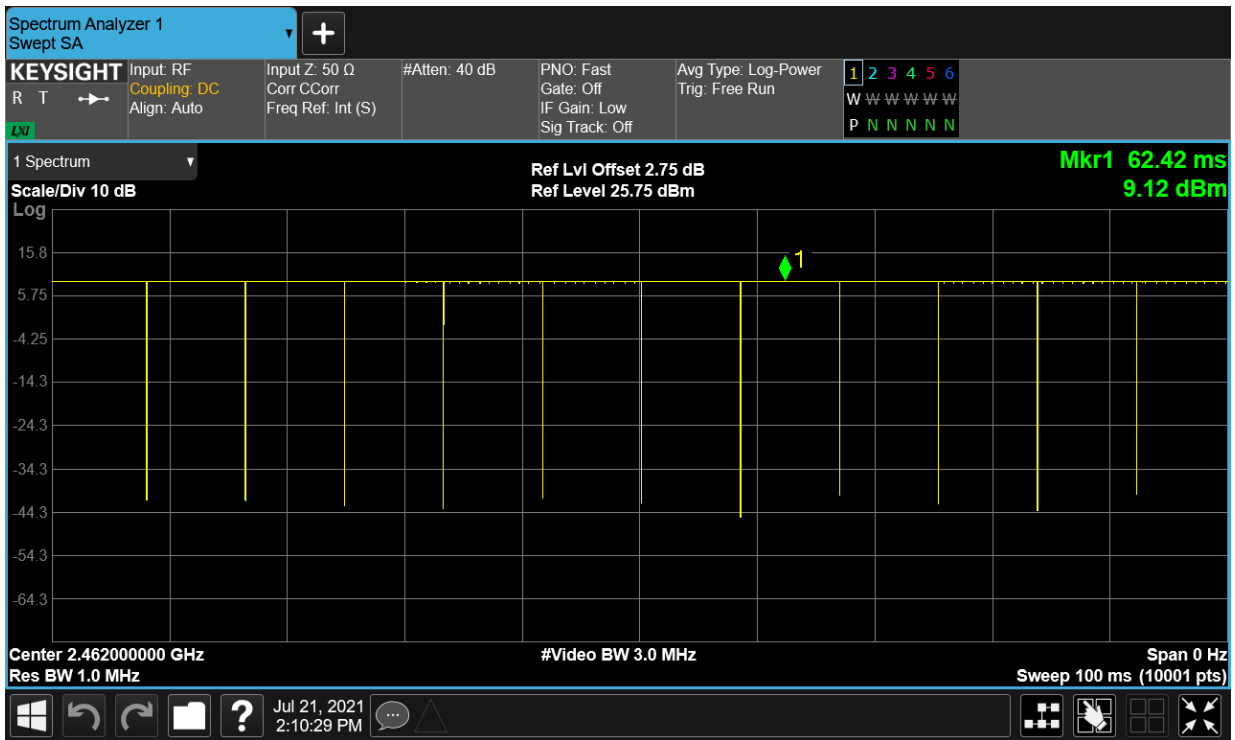 Spectrum Analyzer 1
Swept SA
KEYSIGHT
R T
LXI
Input: RF
Coupling: DC
Align: Auto
Input Z: 50 Ω
Corr CCorr
Freq Ref: Int (S)
#Atten: 40 dB
PNO: Fast
Gate: Off
IF Gain: Low
Sig Track: Off
Avg Type: Log-Power
Trig: Free Run
1 2 3 4 5 6
W W W W W W
P N N N N N
1 Spectrum
Scale/Div 10 dB
Log
Ref Lvl Offset 2.75 dB
Ref Level 25.75 dBm
Mkr1 62.42 ms
9.12 dBm
1
15.8
5.75
-4.25
-14.3
-24.3
-34.3
-44.3
-54.3
-64.3
Center 2.462000000 GHz
Res BW 1.0 MHz
#Video BW 3.0 MHz
Span 0 Hz
Sweep 100 ms (10001 pts)
?
Jul 21, 2021
2:10:29 PM